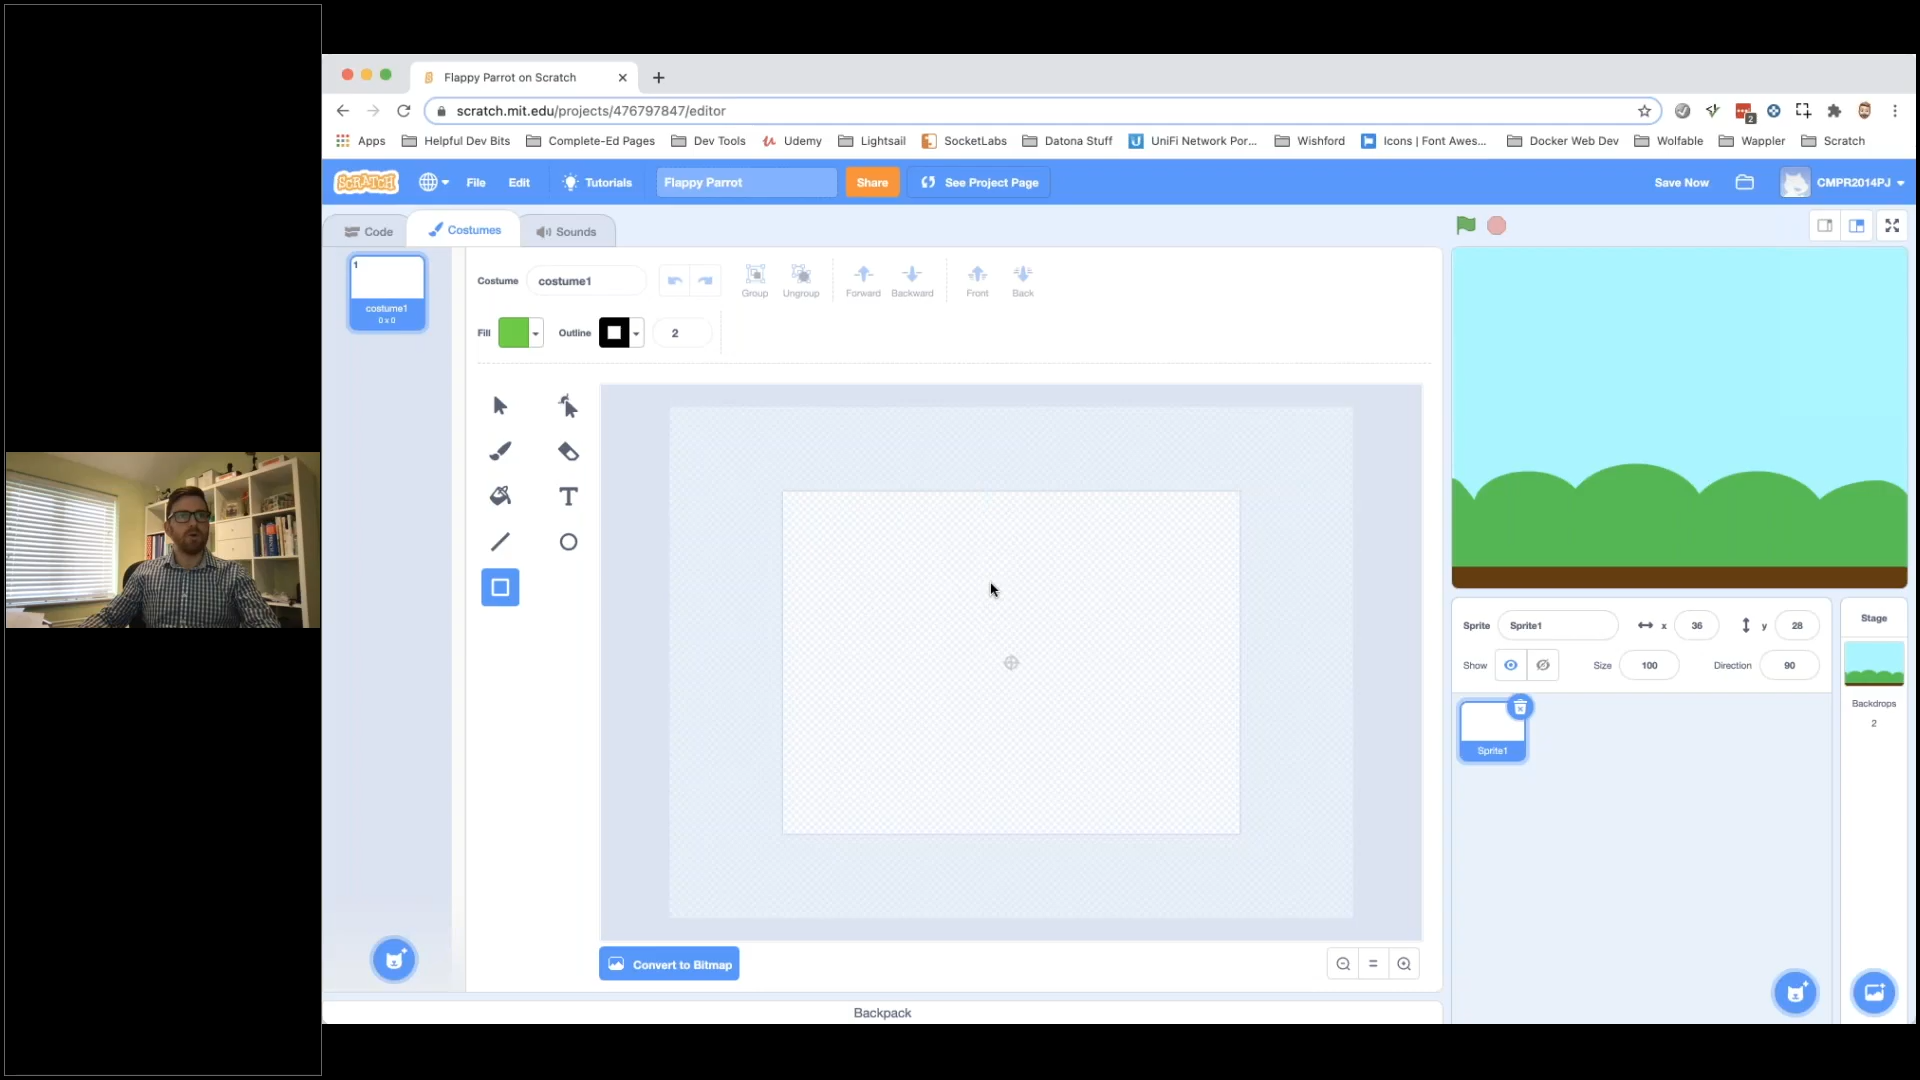 Flappy Parrot on Scratch
scratch.mit.edu/projects/476797847/editor
2
Apps Helpful Dev Bits Complete-Ed Pages Dev Tools Udemy Lightsail SocketLabs Datona Stuff UniFi Network Por... Wishford Icons | Font Awes... Docker Web Dev Wolfable Wappler Scratch
SCRATCH File Edit Tutorials Flappy Parrot Share See Project Page Save Now CMPR2014PJ
Code Costumes Sounds
1
costume1
0 x 0
Costume costume1 Group Ungroup Forward Backward Front Back
Fill Outline 2
T
Convert to Bitmap
Backpack
Sprite Sprite1 x 36 y 28
Show Size 100 Direction 90
Sprite1
Stage
Backdrops
2